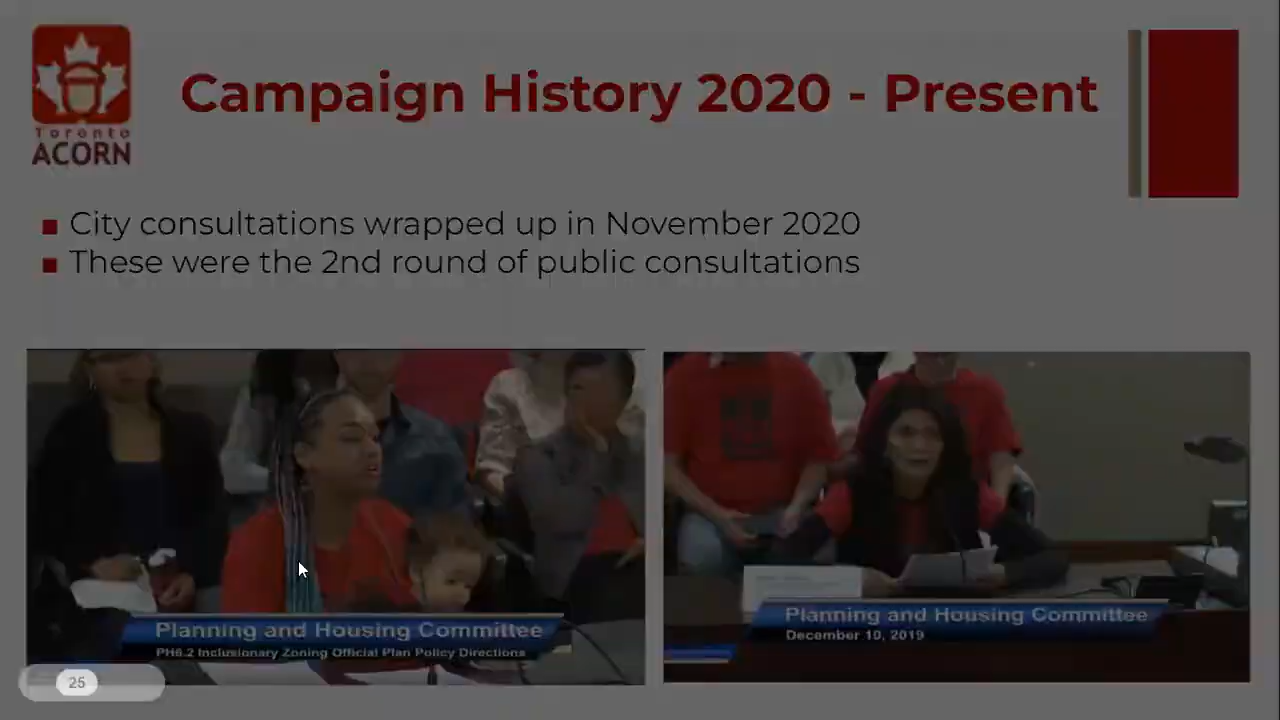 Toronto
ACORN
Campaign History 2020 - Present
City consultations wrapped up in November 2020
These were the 2nd round of public consultations
Planning and Housing Committee
PH6.2 Inclusionary Zoning Official Plan Policy Directions
Planning and Housing Committee
December 10, 2019
25